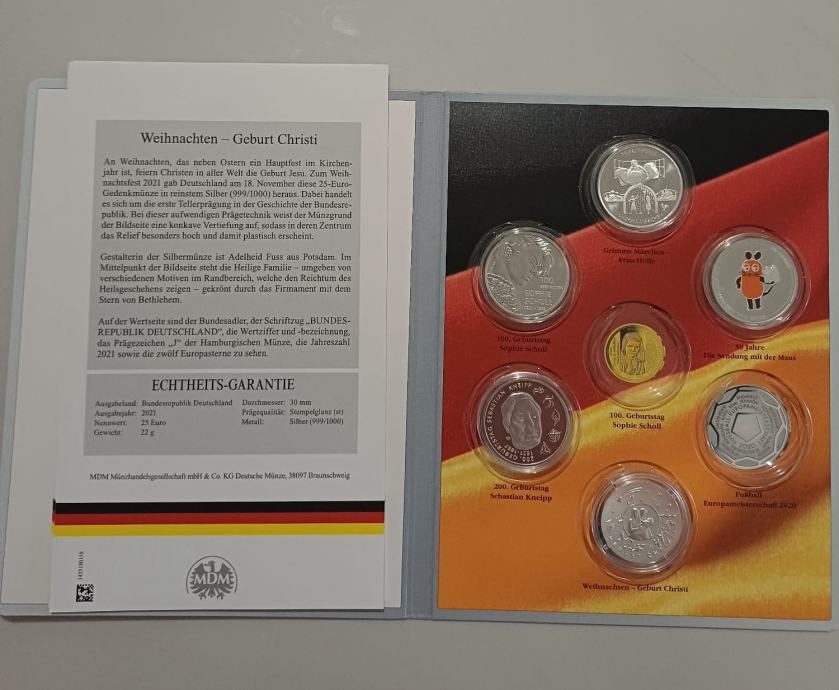 Weihnachten – Geburt Christi
An Weihnachten, das neben Ostern ein Hauptfest im Kirchen-
jahr ist, feiern Christen in aller Welt die Geburt Jesu. Zum Weih-
nachtsfest 2021 gab Deutschland am 18. November diese 25-Euro-
Gedenkmünze in reinstem Silber (999/1000) heraus. Dabei handelt
es sich um die erste Tellerprägung in der Geschichte der Bundesre-
publik. Bei dieser aufwendigen Prägetechnik weist der Münzgrund
der Bildseite eine konkave Vertiefung auf, sodass in deren Zentrum
das Relief besonders hoch und damit plastisch erscheint.
Gestalterin der Silbermünze ist Adelheid Fuss aus Potsdam. Im
Mittelpunkt der Bildseite steht die Heilige Familie – umgeben von
verschiedenen Motiven im Randbereich, welche den Reichtum des
Heilsgeschehens zeigen – gekrönt durch das Firmament mit dem
Stern von Bethlehem.
Auf der Wertseite sind der Bundesadler, der Schriftzug „BUNDES-
REPUBLIK DEUTSCHLAND", die Wertziffer und -bezeichnung,
das Prägezeichen „J" der Hamburgischen Münze, die Jahreszahl
2021 sowie die zwölf Europasterne zu sehen.
ECHTHEITS-GARANTIE
Ausgabeland: Bundesrepublik Deutschland Durchmesser: 30 mm
Ausgabejahr: 2021 Prägequalität: Stempelglanz (st)
Nennwert: 25 Euro Metall: Silber (999/1000)
Gewicht: 22 g
MDM Münzhandelsgesellschaft mbH & Co. KG Deutsche Münze, 38097 Braunschweig
MDM
Grimms Märchen –
Frau Holle
SOPHIE
SCHOLL
100. Geburtstag
Sophie Scholl
50 Jahre
Die Sendung mit der Maus
100. Geburtstag
Sophie Scholl
200. GEBURTSTAG SEBASTIAN KNEIPP
1821–1897
200. Geburtstag
Sebastian Kneipp
2020
Fußball-
Europameisterschaft 2020
Weihnachten – Geburt Christi